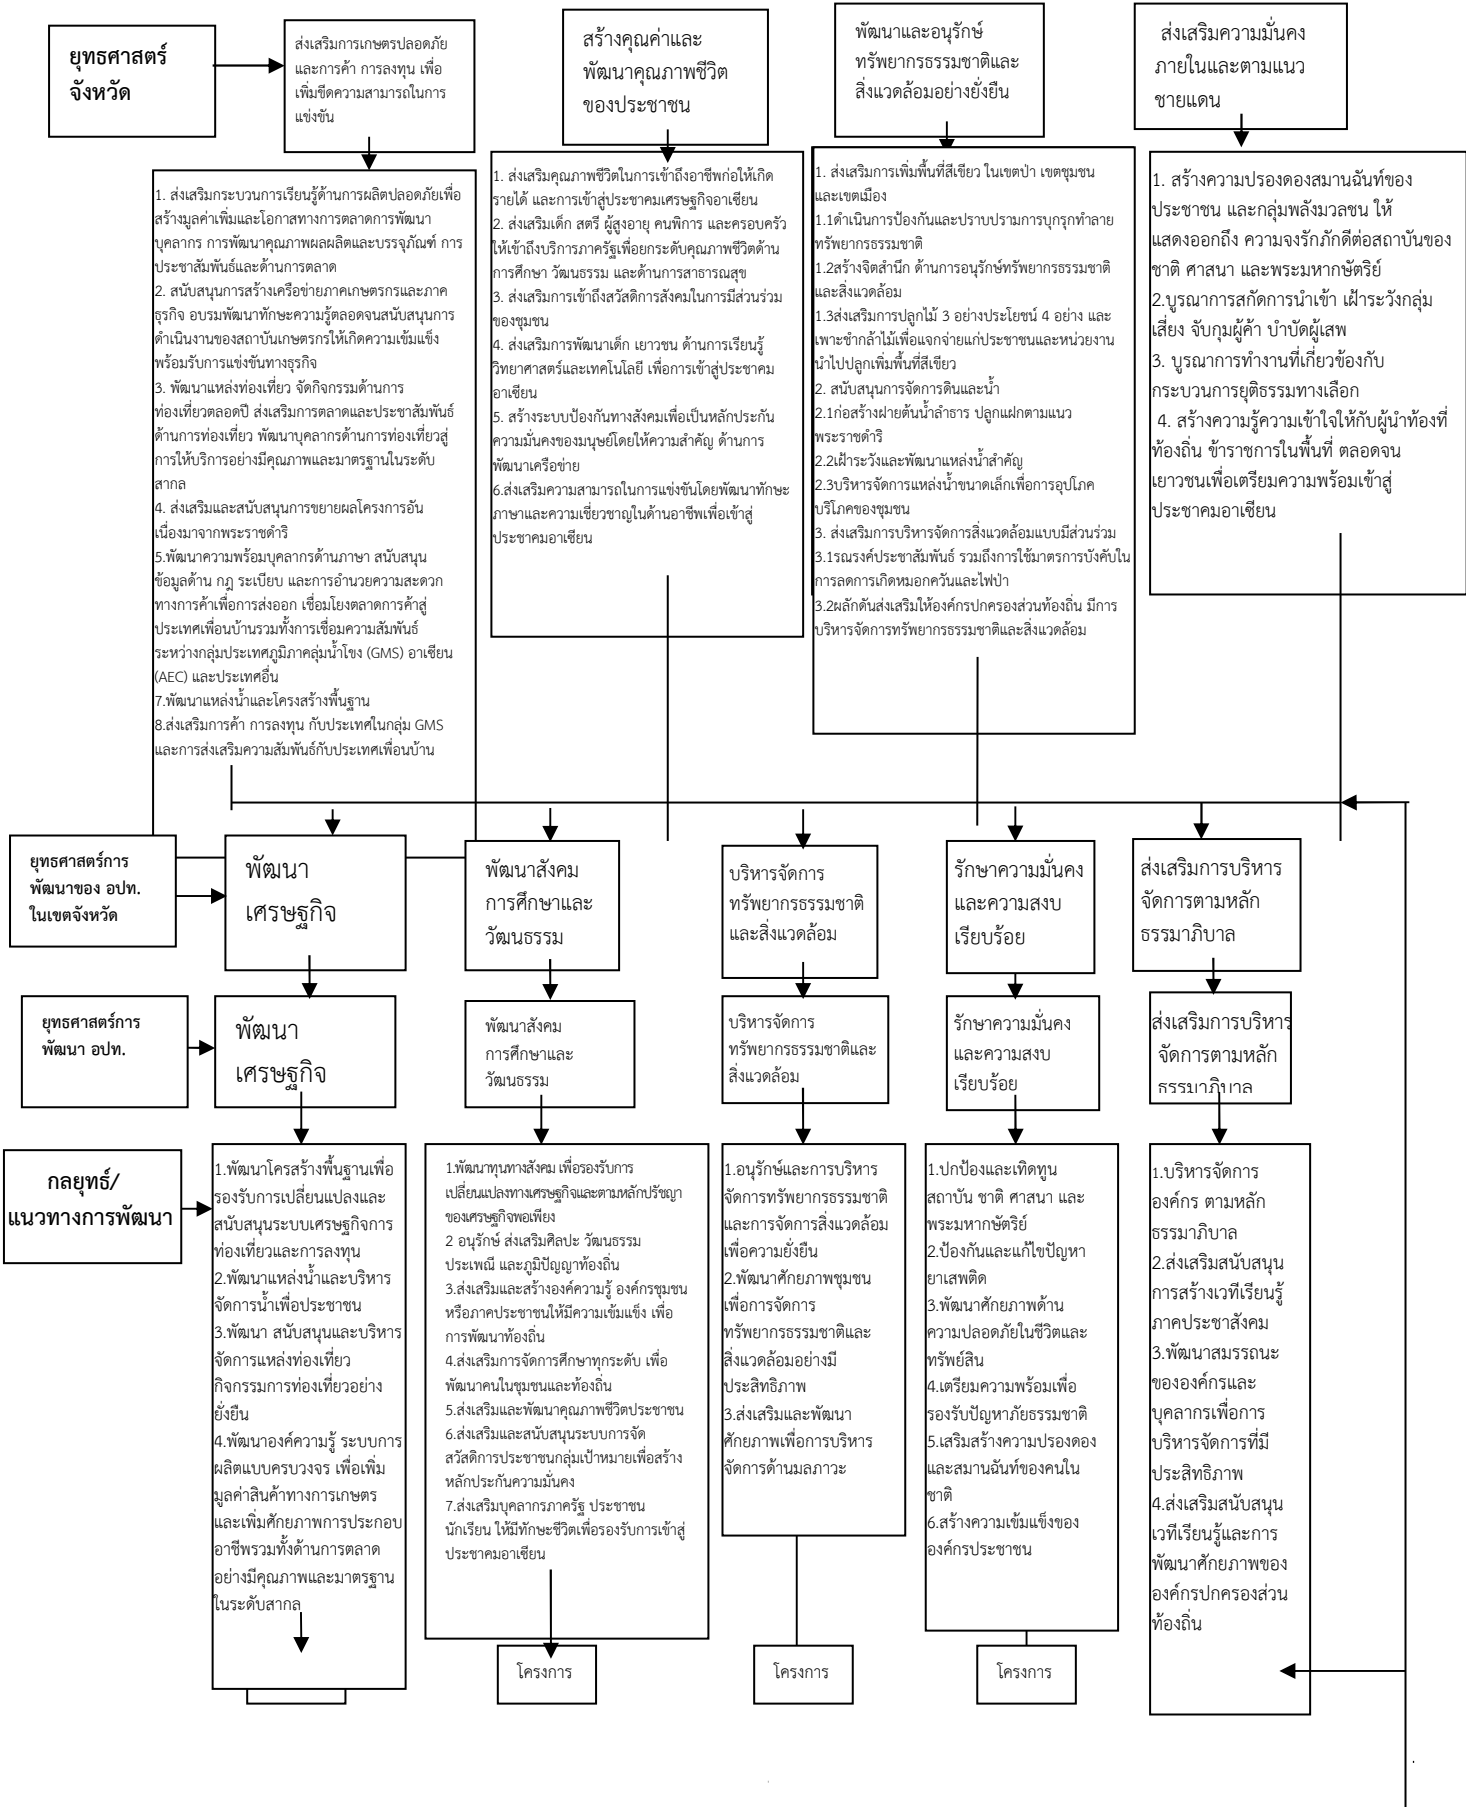 ยุทธศาสตร์
จังหวัด
ส่งเสริมการเกษตรปลอดภัย
และการค้า การลงทุน เพื่อ
เพิ่มขีดความสามารถในการ
แข่งขัน
สร้างคุณค่าและ
พัฒนาคุณภาพชีวิต
ของประชาชน
พัฒนาและอนุรักษ์
ทรัพยากรธรรมชาติและ
สิ่งแวดล้อมอย่างยั่งยืน
ส่งเสริมความมั่นคง
ภายในและตามแนว
ชายแดน
1. ส่งเสริมกระบวนการเรียนรู้ด้านการผลิตปลอดภัยเพื่อ
สร้างมูลค่าเพิ่มและโอกาสทางการตลาดการพัฒนา
บุคลากร การพัฒนาคุณภาพผลผลิตและบรรจุภัณฑ์ การ
ประชาสัมพันธ์และด้านการตลาด
2. สนับสนุนการสร้างเครือข่ายภาคเกษตรกรและภาค
ธุรกิจ อบรมพัฒนาทักษะความรู้ตลอดจนสนับสนุนการ
ดำเนินงานของสถาบันเกษตรกรให้เกิดความเข้มแข็ง
พร้อมรับการแข่งขันทางธุรกิจ
3. พัฒนาแหล่งท่องเที่ยว จัดกิจกรรมด้านการ
ท่องเที่ยวตลอดปี ส่งเสริมการตลาดและประชาสัมพันธ์
ด้านการท่องเที่ยว พัฒนาบุคลากรด้านการท่องเที่ยวสู่
การให้บริการอย่างมีคุณภาพและมาตรฐานในระดับ
สากล
4. ส่งเสริมและสนับสนุนการขยายผลโครงการอัน
เนื่องมาจากพระราชดำริ
5.พัฒนาความพร้อมบุคลากรด้านภาษา สนับสนุน
ข้อมูลด้าน กฎ ระเบียบ และการอำนวยความสะดวก
ทางการค้าเพื่อการส่งออก เชื่อมโยงตลาดการค้าสู่
ประเทศเพื่อนบ้านรวมทั้งการเชื่อมความสัมพันธ์
ระหว่างกลุ่มประเทศภูมิภาคลุ่มน้ำโขง (GMS) อาเซียน
(AEC) และประเทศอื่น
7.พัฒนาแหล่งน้ำและโครงสร้างพื้นฐาน
8.ส่งเสริมการค้า การลงทุน กับประเทศในกลุ่ม GMS
และการส่งเสริมความสัมพันธ์กับประเทศเพื่อนบ้าน
1. ส่งเสริมคุณภาพชีวิตในการเข้าถึงอาชีพก่อให้เกิด
รายได้ และการเข้าสู่ประชาคมเศรษฐกิจอาเซียน
2. ส่งเสริมเด็ก สตรี ผู้สูงอายุ คนพิการ และครอบครัว
ให้เข้าถึงบริการภาครัฐเพื่อยกระดับคุณภาพชีวิตด้าน
การศึกษา วัฒนธรรม และด้านการสาธารณสุข
3. ส่งเสริมการเข้าถึงสวัสดิการสังคมในการมีส่วนร่วม
ของชุมชน
4. ส่งเสริมการพัฒนาเด็ก เยาวชน ด้านการเรียนรู้
วิทยาศาสตร์และเทคโนโลยี เพื่อการเข้าสู่ประชาคม
อาเซียน
5. สร้างระบบป้องกันทางสังคมเพื่อเป็นหลักประกัน
ความมั่นคงของมนุษย์โดยให้ความสำคัญ ด้านการ
พัฒนาเครือข่าย
6.ส่งเสริมความสามารถในการแข่งขันโดยพัฒนาทักษะ
ภาษาและความเชี่ยวชาญในด้านอาชีพเพื่อเข้าสู่
ประชาคมอาเซียน
1. ส่งเสริมการเพิ่มพื้นที่สีเขียว ในเขตป่า เขตชุมชน
และเขตเมือง
1.1ดำเนินการป้องกันและปราบปรามการบุกรุกทำลาย
ทรัพยากรธรรมชาติ
1.2สร้างจิตสำนึก ด้านการอนุรักษ์ทรัพยากรธรรมชาติ
และสิ่งแวดล้อม
1.3ส่งเสริมการปลูกไม้ 3 อย่างประโยชน์ 4 อย่าง และ
เพาะชำกล้าไม้เพื่อแจกจ่ายแก่ประชาชนและหน่วยงาน
นำไปปลูกเพิ่มพื้นที่สีเขียว
2. สนับสนุนการจัดการดินและน้ำ
2.1ก่อสร้างฝายต้นน้ำลำธาร ปลูกแฝกตามแนว
พระราชดำริ
2.2เฝ้าระวังและพัฒนาแหล่งน้ำสำคัญ
2.3บริหารจัดการแหล่งน้ำขนาดเล็กเพื่อการอุปโภค
บริโภคของชุมชน
3. ส่งเสริมการบริหารจัดการสิ่งแวดล้อมแบบมีส่วนร่วม
3.1รณรงค์ประชาสัมพันธ์ รวมถึงการใช้มาตรการบังคับใน
การลดการเกิดหมอกควันและไฟป่า
3.2ผลักดันส่งเสริมให้องค์กรปกครองส่วนท้องถิ่น มีการ
บริหารจัดการทรัพยากรธรรมชาติและสิ่งแวดล้อม
1. สร้างความปรองดองสมานฉันท์ของ
ประชาชน และกลุ่มพลังมวลชน ให้
แสดงออกถึง ความจงรักภักดีต่อสถาบันของ
ชาติ ศาสนา และพระมหากษัตริย์
2.บูรณาการสกัดการนำเข้า เฝ้าระวังกลุ่ม
เสี่ยง จับกุมผู้ค้า บำบัดผู้เสพ
3. บูรณาการทำงานที่เกี่ยวข้องกับ
กระบวนการยุติธรรมทางเลือก
4. สร้างความรู้ความเข้าใจให้กับผู้นำท้องที่
ท้องถิ่น ข้าราชการในพื้นที่ ตลอดจน
เยาวชนเพื่อเตรียมความพร้อมเข้าสู่
ประชาคมอาเซียน
ยุทธศาสตร์การ
พัฒนาของ อปท.
ในเขตจังหวัด
พัฒนา
เศรษฐกิจ
พัฒนาสังคม
การศึกษาและ
วัฒนธรรม
บริหารจัดการ
ทรัพยากรธรรมชาติ
และสิ่งแวดล้อม
รักษาความมั่นคง
และความสงบ
เรียบร้อย
ส่งเสริมการบริหาร
จัดการตามหลัก
ธรรมาภิบาล
ยุทธศาสตร์การ
พัฒนา อปท.
พัฒนา
เศรษฐกิจ
พัฒนาสังคม
การศึกษาและ
วัฒนธรรม
บริหารจัดการ
ทรัพยากรธรรมชาติและ
สิ่งแวดล้อม
รักษาความมั่นคง
และความสงบ
เรียบร้อย
ส่งเสริมการบริหาร
จัดการตามหลัก
ธรรมาภิบาล
กลยุทธ์/
แนวทางการพัฒนา
1.พัฒนาโครงสร้างพื้นฐานเพื่อ
รองรับการเปลี่ยนแปลงและ
สนับสนุนระบบเศรษฐกิจการ
ท่องเที่ยวและการลงทุน
2.พัฒนาแหล่งน้ำและบริหาร
จัดการน้ำเพื่อประชาชน
3.พัฒนา สนับสนุนและบริหาร
จัดการแหล่งท่องเที่ยว
กิจกรรมการท่องเที่ยวอย่าง
ยั่งยืน
4.พัฒนาองค์ความรู้ ระบบการ
ผลิตแบบครบวงจร เพื่อเพิ่ม
มูลค่าสินค้าทางการเกษตร
และเพิ่มศักยภาพการประกอบ
อาชีพรวมทั้งด้านการตลาด
อย่างมีคุณภาพและมาตรฐาน
ในระดับสากล
1.พัฒนาทุนทางสังคม เพื่อรองรับการ
เปลี่ยนแปลงทางเศรษฐกิจและตามหลักปรัชญา
ของเศรษฐกิจพอเพียง
2 อนุรักษ์ ส่งเสริมศิลปะ วัฒนธรรม
ประเพณี และภูมิปัญญาท้องถิ่น
3.ส่งเสริมและสร้างองค์ความรู้ องค์กรชุมชน
หรือภาคประชาชนให้มีความเข้มแข็ง เพื่อ
การพัฒนาท้องถิ่น
4.ส่งเสริมการจัดการศึกษาทุกระดับ เพื่อ
พัฒนาคนในชุมชนและท้องถิ่น
5.ส่งเสริมและพัฒนาคุณภาพชีวิตประชาชน
6.ส่งเสริมและสนับสนุนระบบการจัด
สวัสดิการประชาชนกลุ่มเป้าหมายเพื่อสร้าง
หลักประกันความมั่นคง
7.ส่งเสริมบุคลากรภาครัฐ ประชาชน
นักเรียน ให้มีทักษะชีวิตเพื่อรองรับการเข้าสู่
ประชาคมอาเซียน
1.อนุรักษ์และการบริหาร
จัดการทรัพยากรธรรมชาติ
และการจัดการสิ่งแวดล้อม
เพื่อความยั่งยืน
2.พัฒนาศักยภาพชุมชน
เพื่อการจัดการ
ทรัพยากรธรรมชาติและ
สิ่งแวดล้อมอย่างมี
ประสิทธิภาพ
3.ส่งเสริมและพัฒนา
ศักยภาพเพื่อการบริหาร
จัดการด้านมลภาวะ
1.ปกป้องและเทิดทูน
สถาบัน ชาติ ศาสนา และ
พระมหากษัตริย์
2.ป้องกันและแก้ไขปัญหา
ยาเสพติด
3.พัฒนาศักยภาพด้าน
ความปลอดภัยในชีวิตและ
ทรัพย์สิน
4.เตรียมความพร้อมเพื่อ
รองรับปัญหาภัยธรรมชาติ
5.เสริมสร้างความปรองดอง
และสมานฉันท์ของคนใน
ชาติ
6.สร้างความเข้มแข็งของ
องค์กรประชาชน
1.บริหารจัดการ
องค์กร ตามหลัก
ธรรมาภิบาล
2.ส่งเสริมสนับสนุน
การสร้างเวทีเรียนรู้
ภาคประชาสังคม
3.พัฒนาสมรรถนะ
ขององค์กรและ
บุคลากรเพื่อการ
บริหารจัดการที่มี
ประสิทธิภาพ
4.ส่งเสริมสนับสนุน
เวทีเรียนรู้และการ
พัฒนาศักยภาพของ
องค์กรปกครองส่วน
ท้องถิ่น
โครงการ
โครงการ
โครงการ